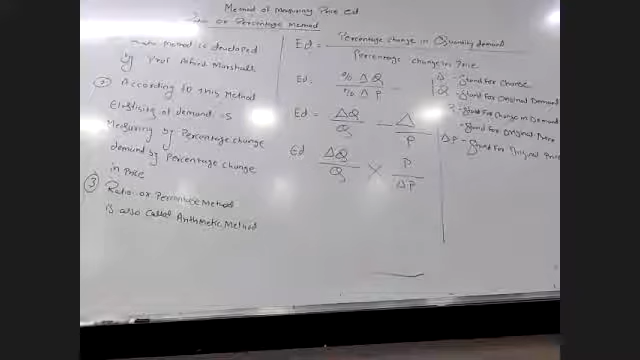 Method of Measuring Price Ed
or Percentage Method
Method is developed
by Prof Alfred Marshall
② According to this Method
Elastising of demand is
Measuring by Percentage change
demand by Percentage change
in Price
③ Ratio or Percentage Method
is also called Arithmetic Method
Ed = Percentage change in Quantity demand
Percentage change in Price
Ed = % Δ Q
% Δ P
Ed = ΔQ
Q
Δ
P
Ed ΔQ × P
Q ΔP
Δ - Stand For Change
Q - Stand For Original Demand
Stand For Change in Demand
Stand For Original Price
ΔP - Stand For Original Price